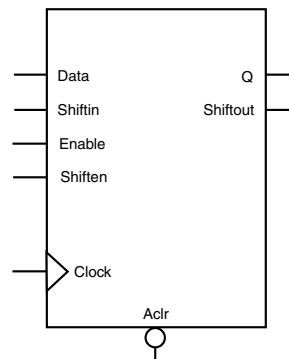 Data
Q
Shiftin
Shiftout
Enable
Shiften
Clock
Aclr